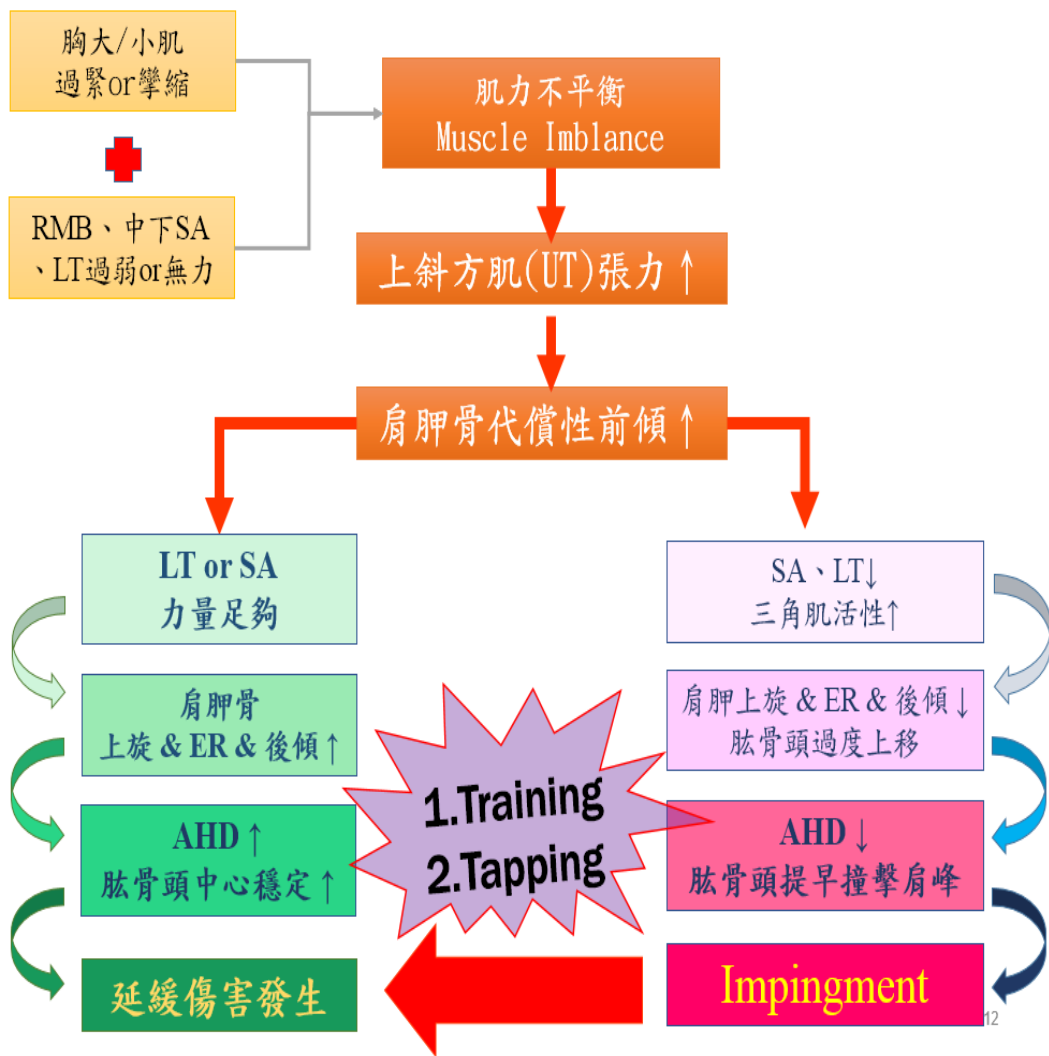 胸大/小肌
過緊or攣縮
RMB、中下SA
、LT過弱or無力
肌力不平衡
Muscle Imblance
上斜方肌(UT)張力↑
肩胛骨代償性前傾↑
LT or SA
力量足夠
肩胛骨
上旋 & ER & 後傾↑
AHD↑
肱骨頭中心穩定↑
延緩傷害發生
1.Training
2.Tapping
SA、LT↓
三角肌活性↑
肩胛上旋 & ER & 後傾↓
肱骨頭過度上移
AHD↓
肱骨頭提早撞擊肩峰
Impingment
12